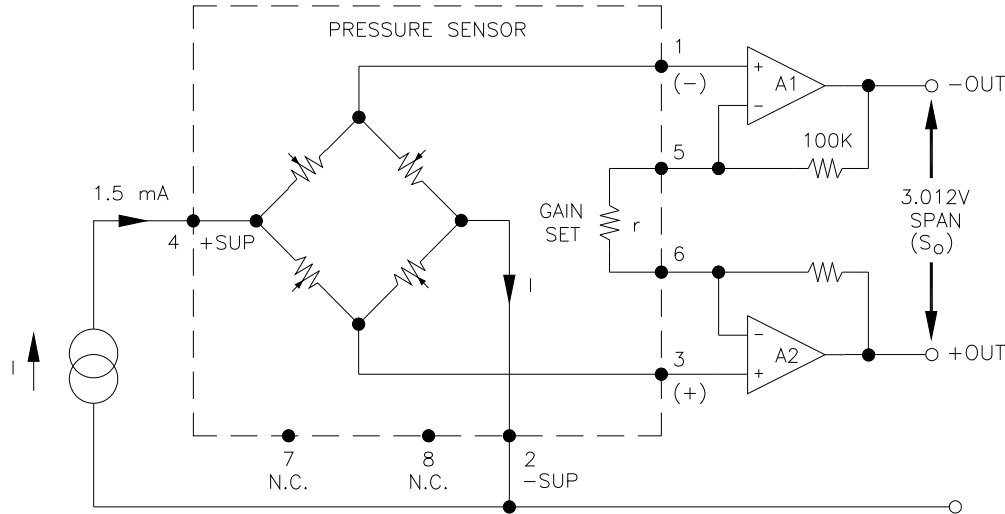 PRESSURE SENSOR
1
(-)
+
A1
-
-OUT
100K
5
1.5 mA
4
+SUP
GAIN
SET
r
3.012V
SPAN
(So)
6
I
I
-
A2
+
+OUT
3
(+)
7
N.C.
8
N.C.
2
-SUP